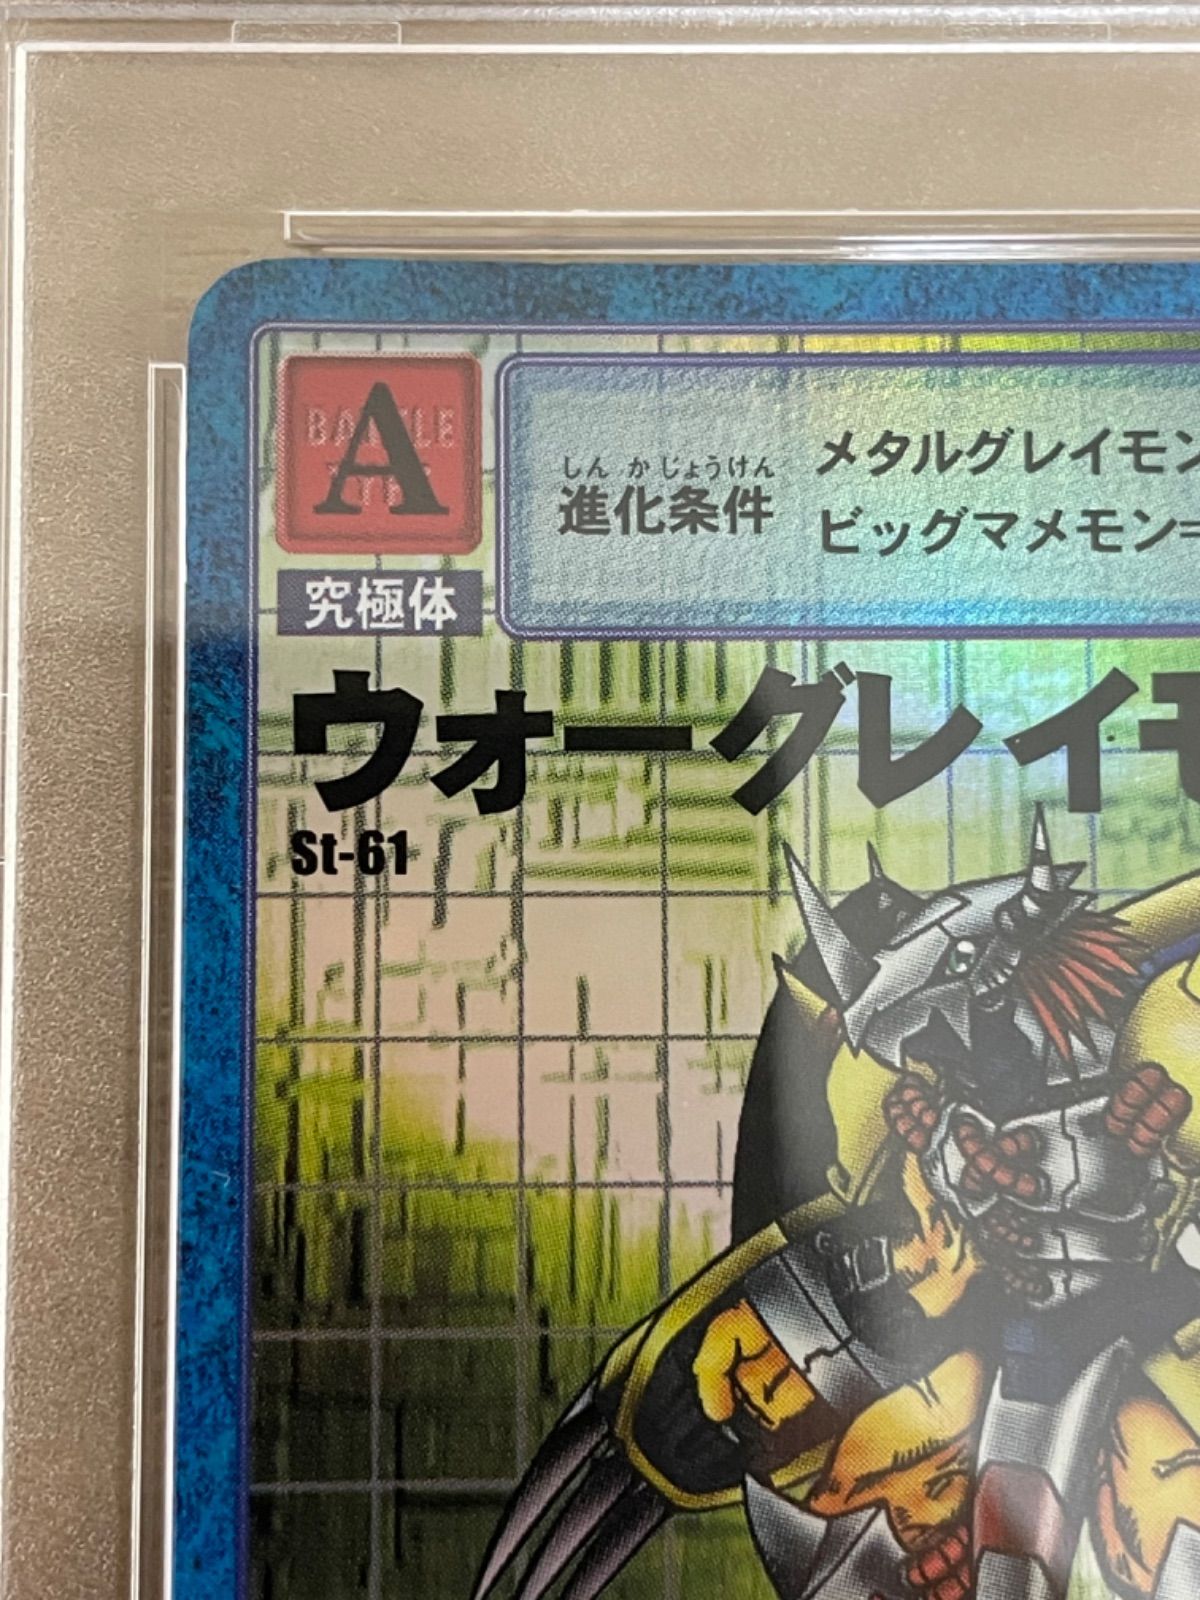 A
BATTLE
TYPE
しんかじょうけん
進化条件
メタルグレイモン
ビッグマメモン=
究極体
ウォーグレイモ
St-61